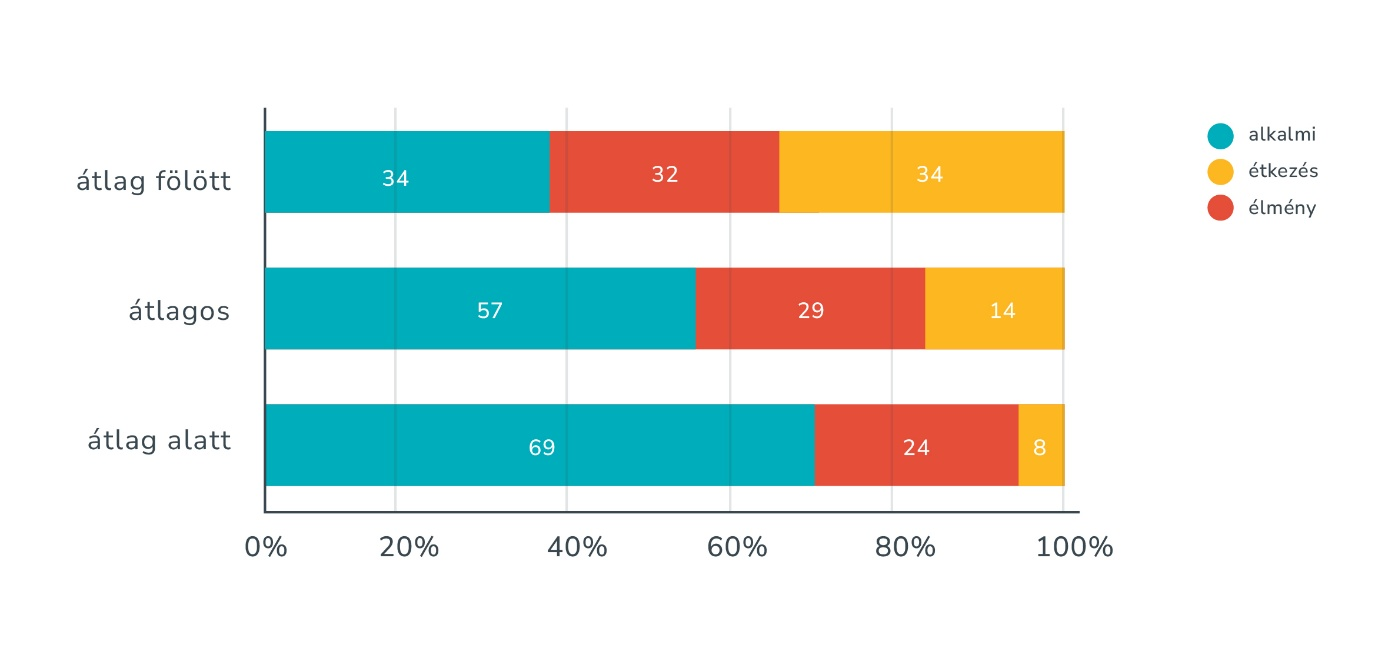 átlag fölött
34
32
34
átlagos
57
29
14
átlag alatt
69
24
8
0% 20% 40% 60% 80% 100%
alkalmi
étkezés
élmény